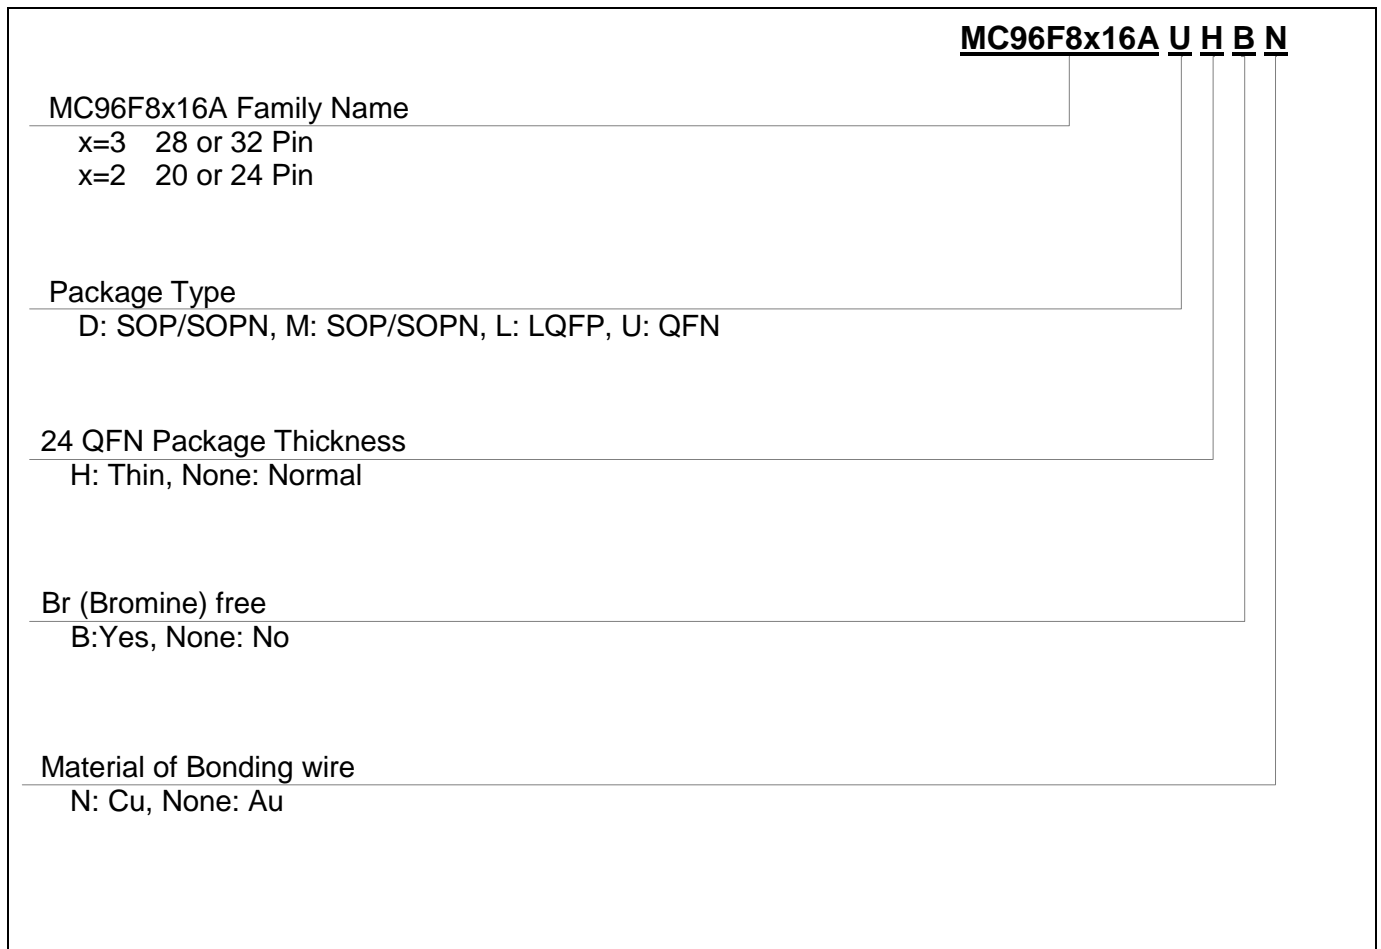 MC96F8x16A U H B N
MC96F8x16A Family Name
x=3 28 or 32 Pin
x=2 20 or 24 Pin
Package Type
D: SOP/SOPN, M: SOP/SOPN, L: LQFP, U: QFN
24 QFN Package Thickness
H: Thin, None: Normal
Br (Bromine) free
B:Yes, None: No
Material of Bonding wire
N: Cu, None: Au